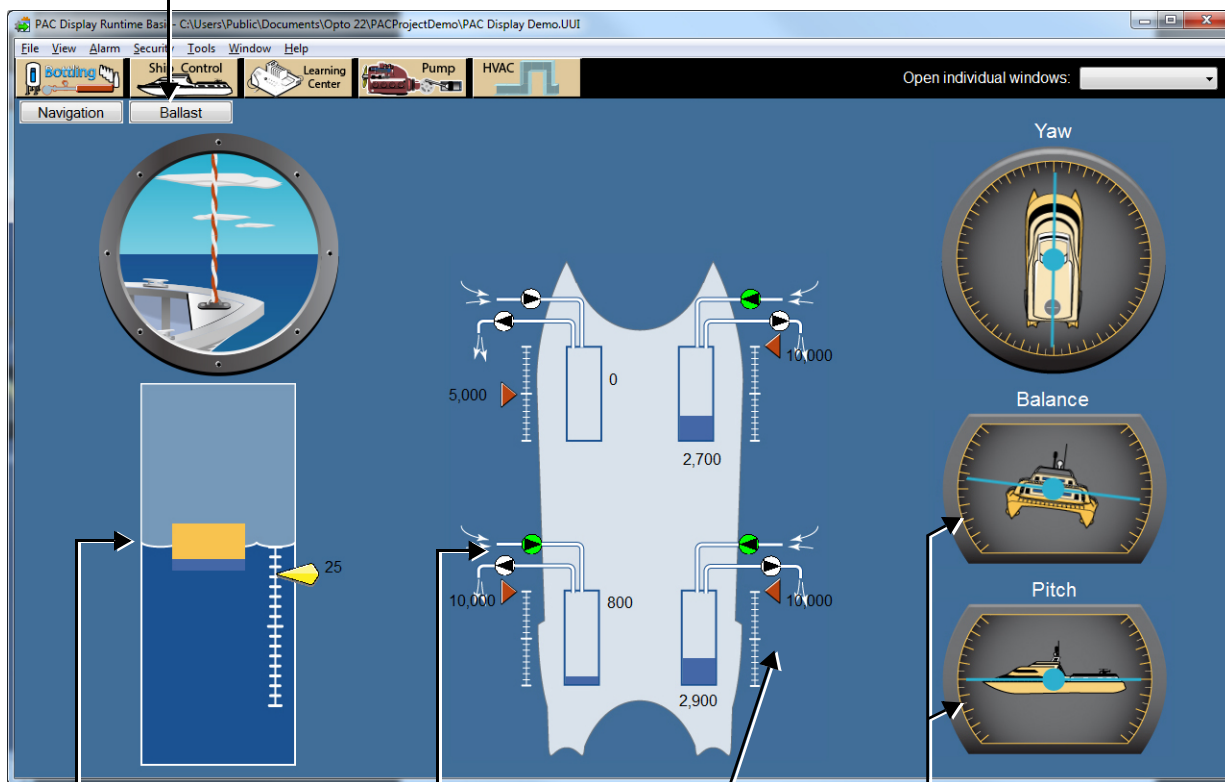 PAC Display Runtime Basic - C:\Users\Public\Documents\Opto 22\PACProjectDemo\PAC Display Demo.UUI
File View Alarm Security Tools Window Help
Bottling Ship Control Learning Center Pump HVAC Open individual windows:
Navigation Ballast
Yaw
10,000
0
5,000
Balance
2,700
25
10,000 800 10,000
Pitch
2,900